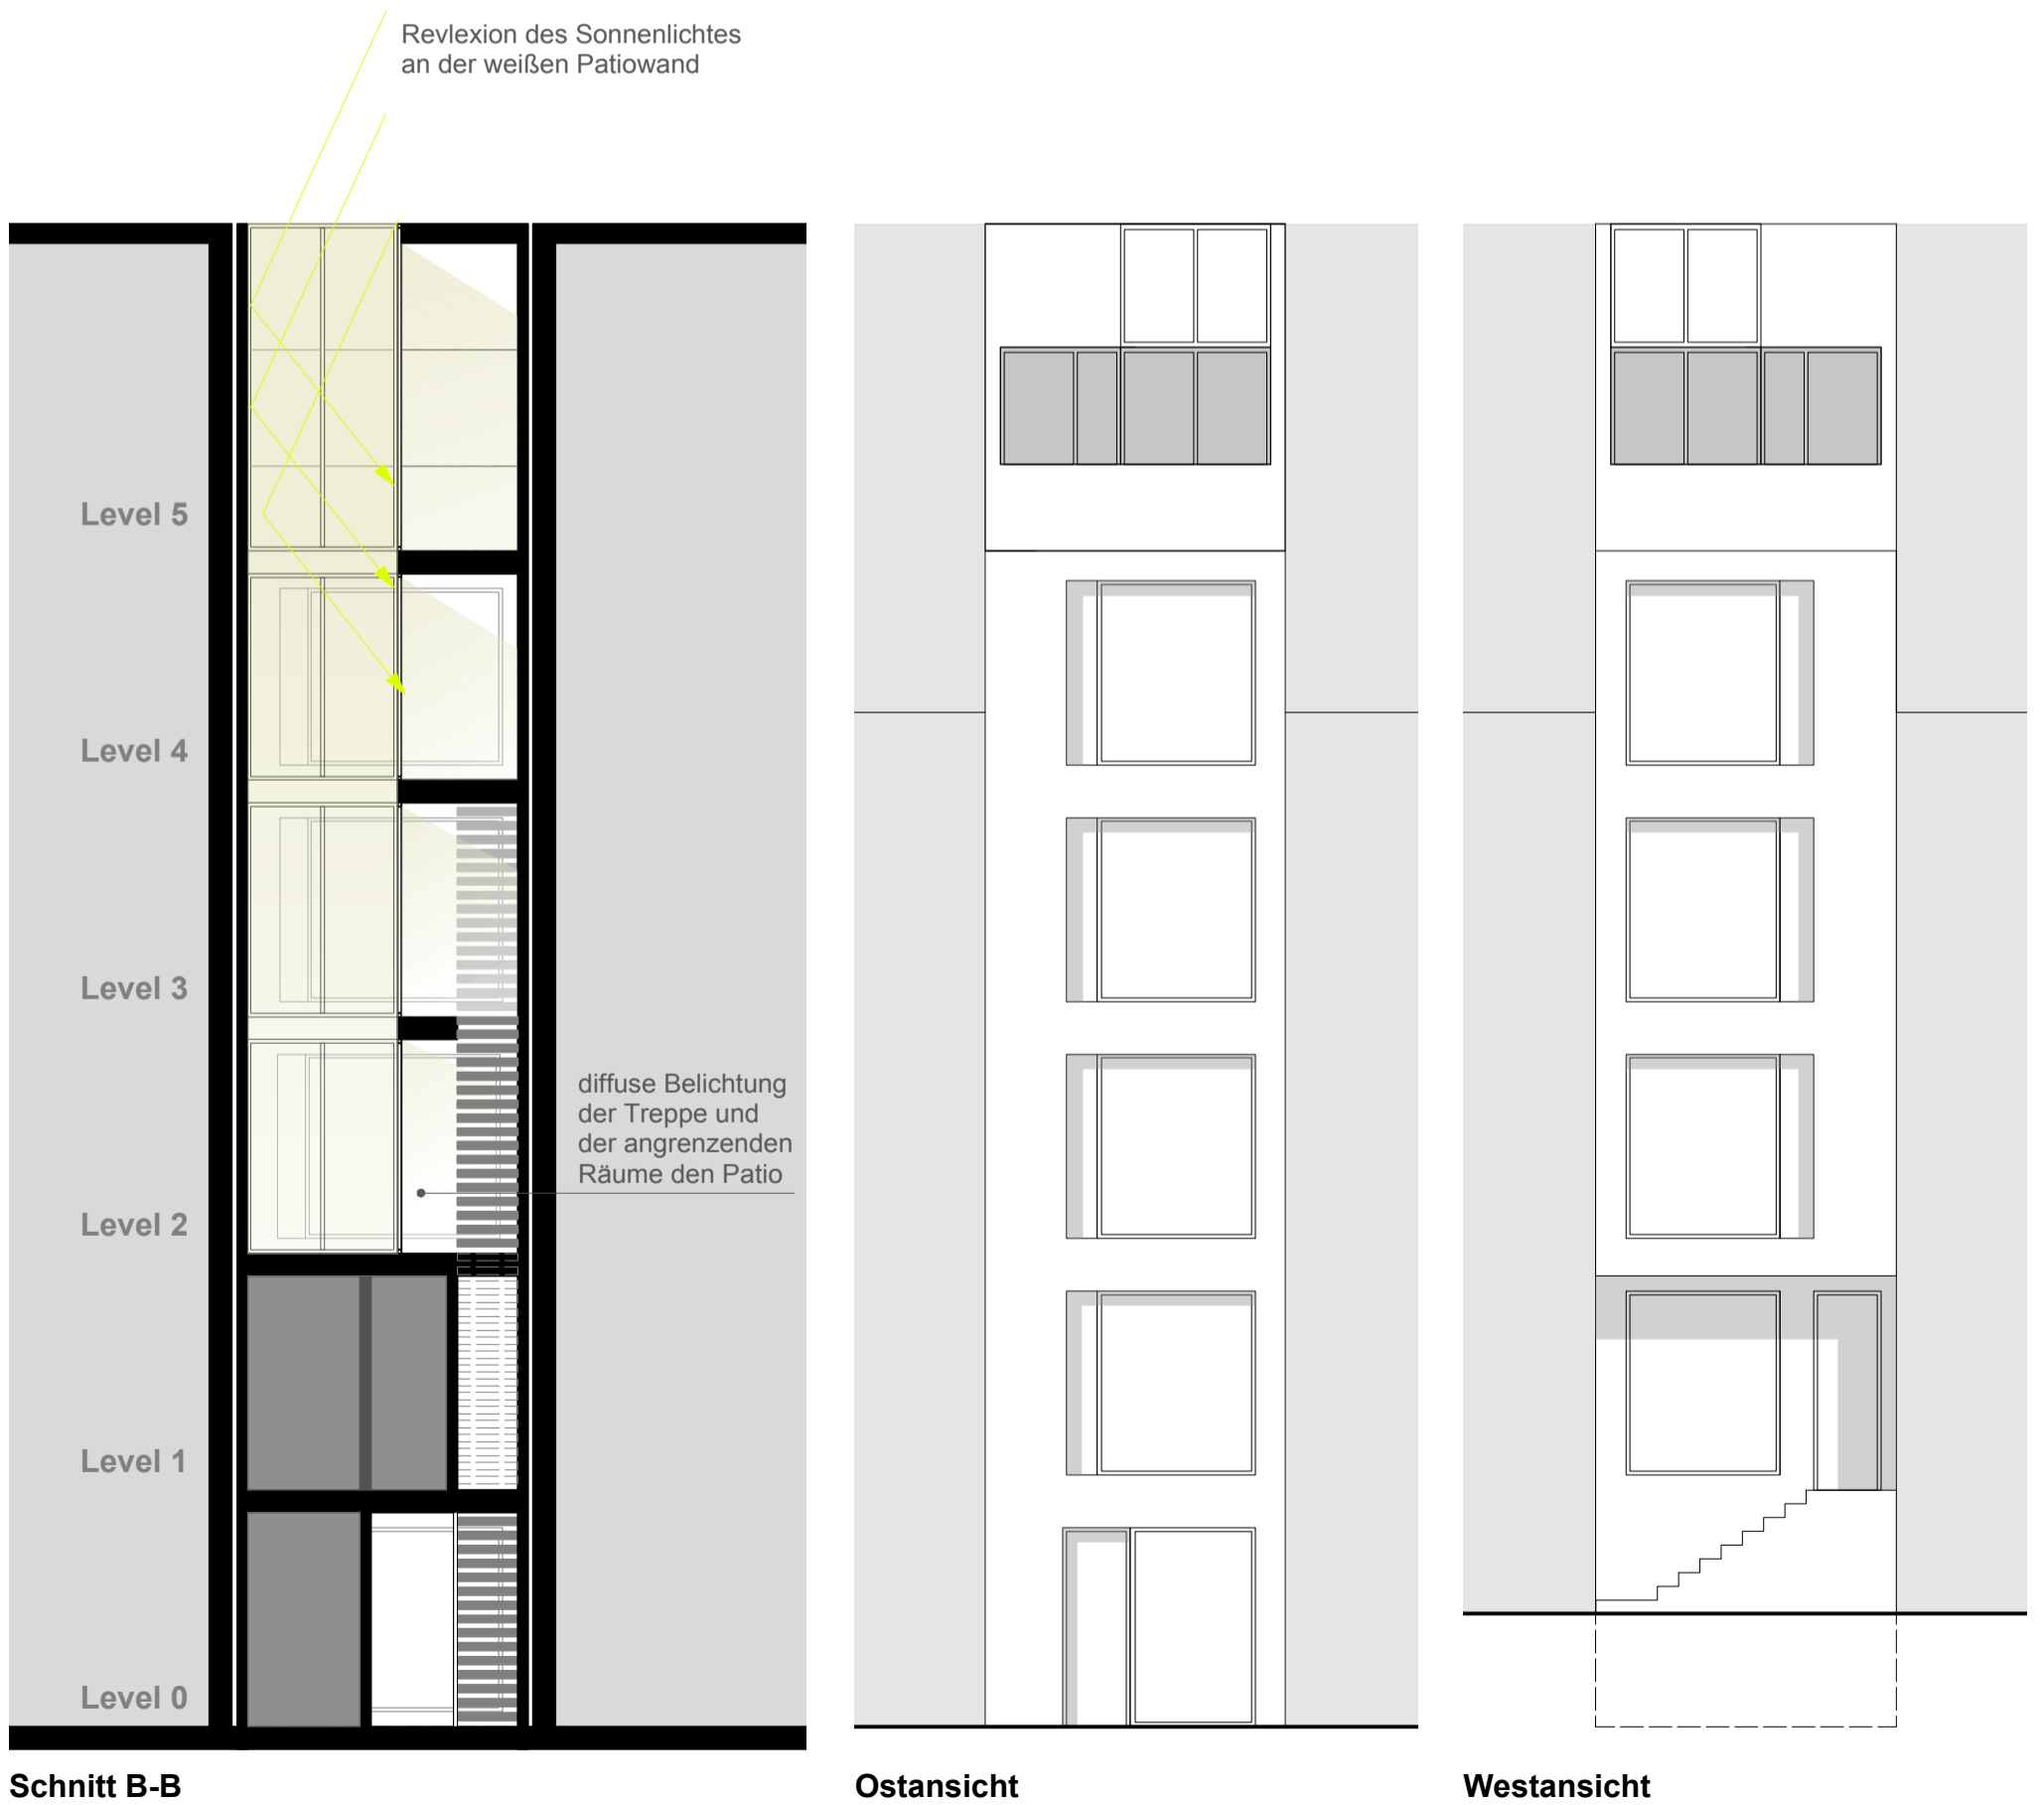 Revlexion des Sonnenlichtes
an der weißen Patiowand
Level 5
Level 4
Level 3
diffuse Belichtung
der Treppe und
der angrenzenden
Räume den Patio
Level 2
Level 1
Level 0
Schnitt B-B
Ostansicht
Westansicht